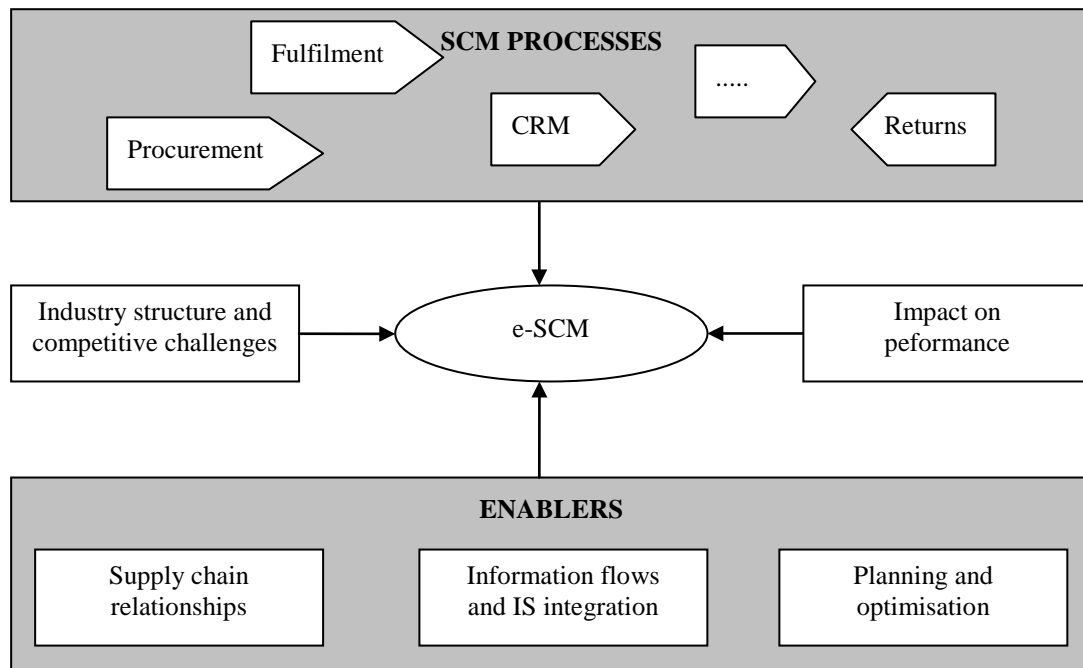 SCM PROCESSES
Fulfilment
.....
CRM
Returns
Procurement
Industry structure and
competitive challenges
e-SCM
Impact on
peformance
ENABLERS
Supply chain
relationships
Information flows
and IS integration
Planning and
optimisation